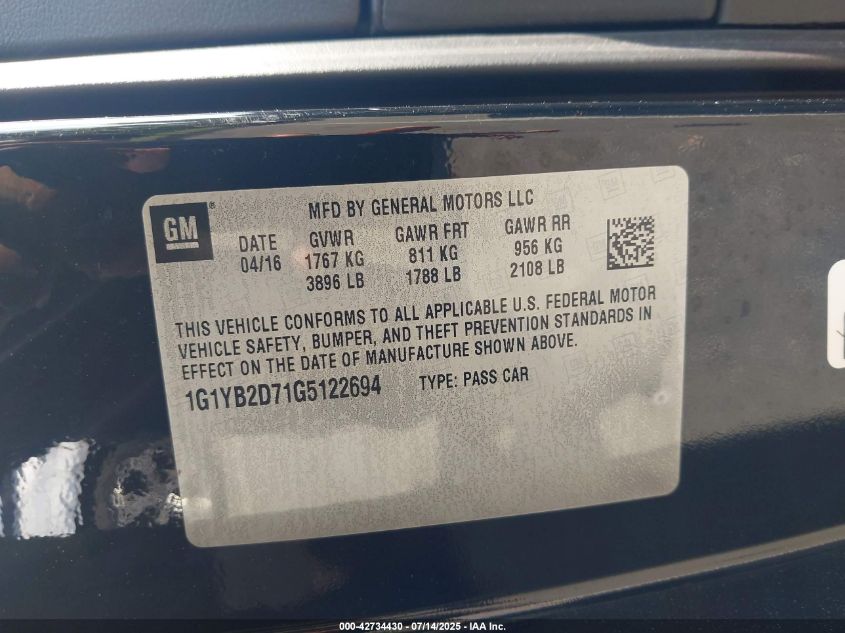 GM
MFD BY GENERAL MOTORS LLC
DATE GVWR GAWR FRT GAWR RR
04/16 1767 KG 811 KG 956 KG
3896 LB 1788 LB 2108 LB
THIS VEHICLE CONFORMS TO ALL APPLICABLE U.S. FEDERAL MOTOR
VEHICLE SAFETY, BUMPER, AND THEFT PREVENTION STANDARDS IN
EFFECT ON THE DATE OF MANUFACTURE SHOWN ABOVE.
1G1YB2D71G5122694 TYPE: PASS CAR
000-42734430 - 07/14/2025 - IAA Inc.